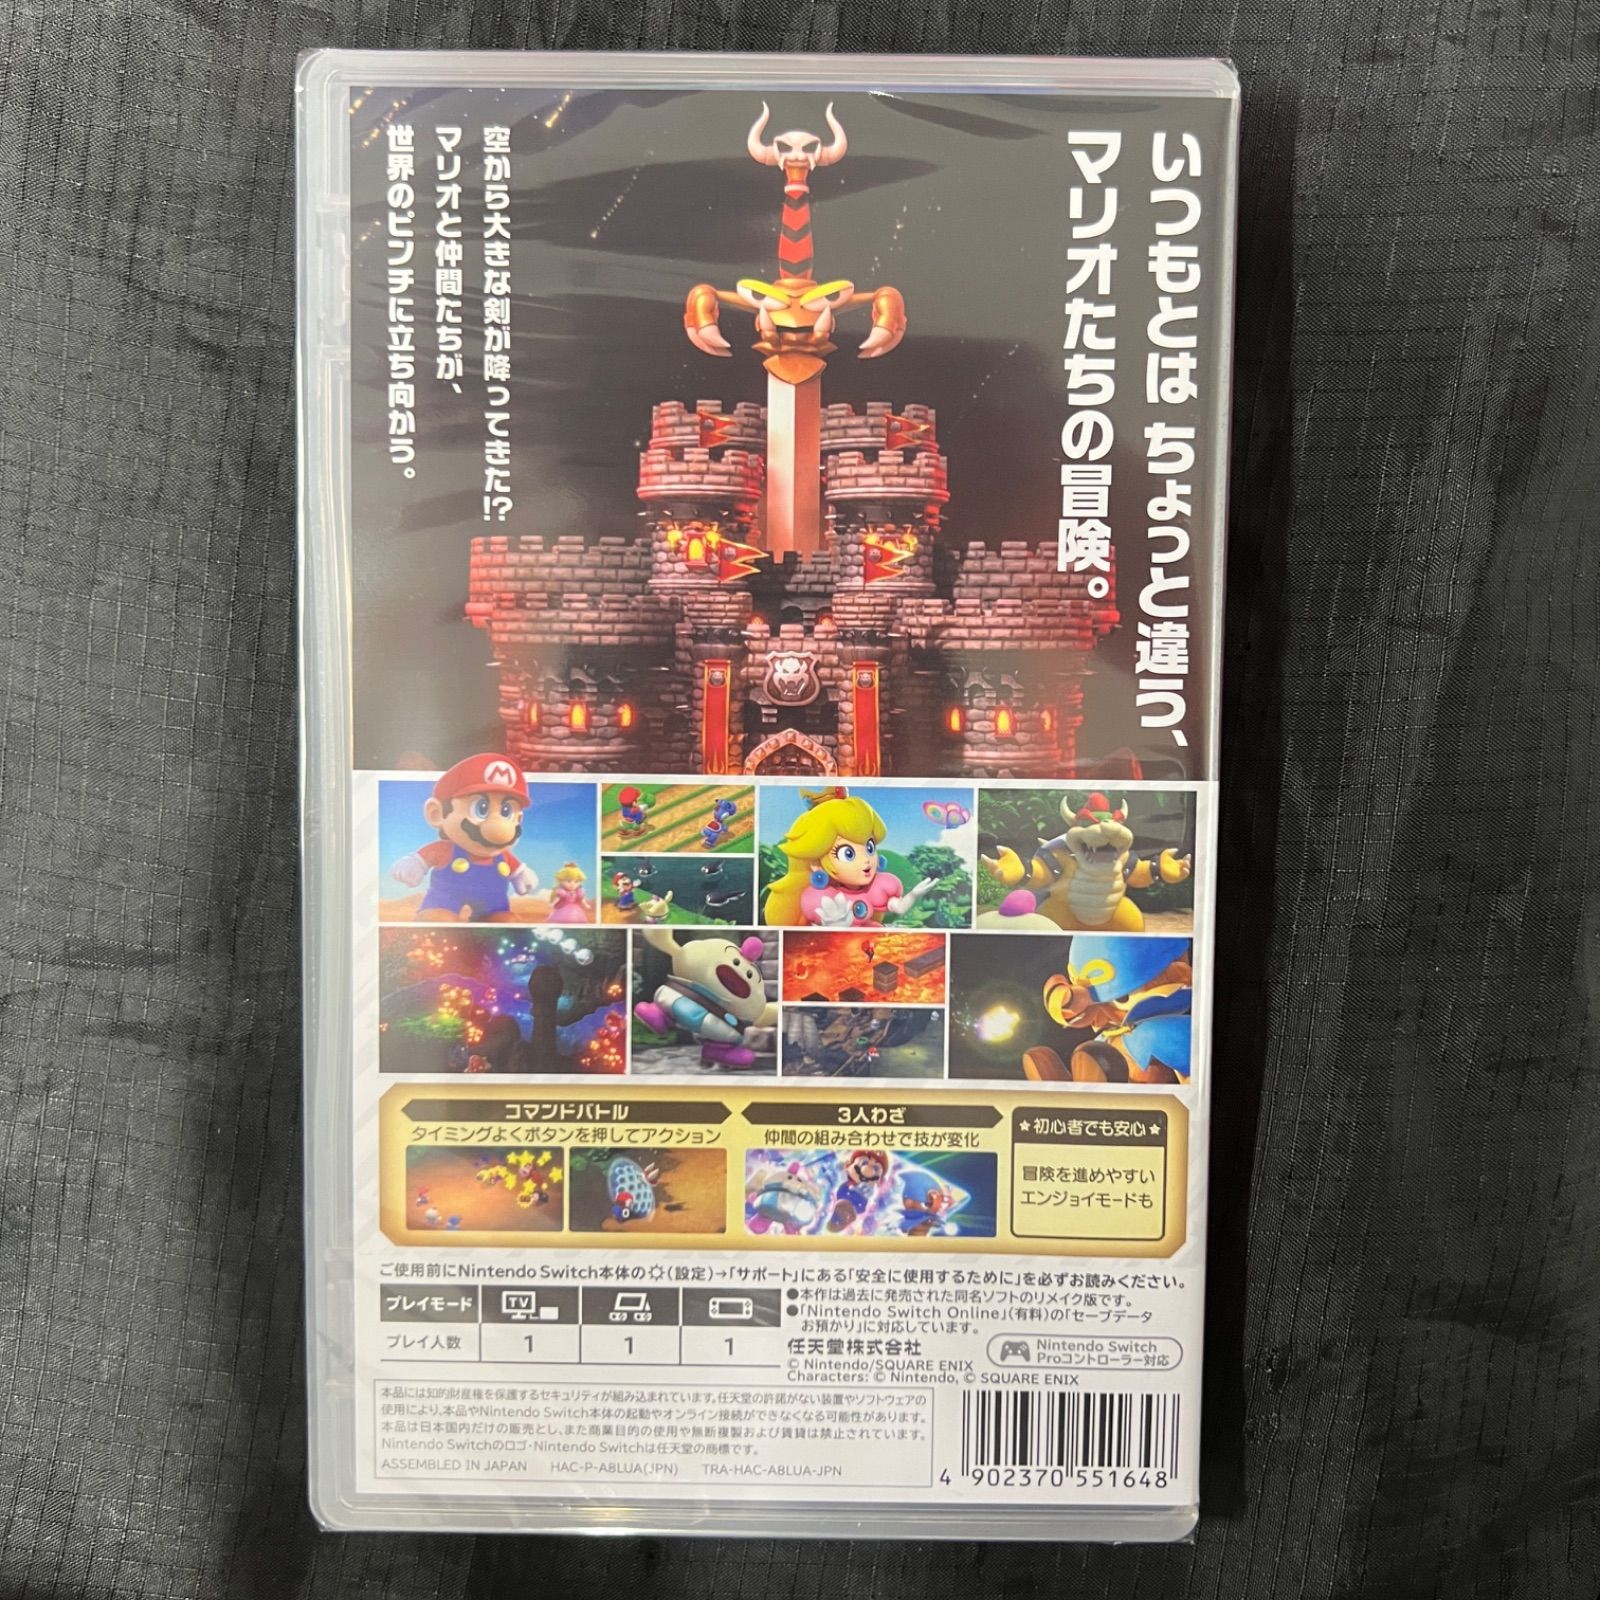 いつもとは ちょっと違う、
マリオたちの冒険。
空から大きな剣が降ってきた!?
マリオと仲間たちが、
世界のピンチに立ち向かう。
コマンドバトル
タイミングよくボタンを押してアクション
3人わざ
仲間の組み合わせで技が変化
★初心者でも安心★
冒険を進めやすい
エンジョイモードも
ご使用前にNintendo Switch本体の(設定)→「サポート」にある「安全に使用するために」を必ずお読みください。
プレイモード TV
プレイ人数 1 1 1
●本作は過去に発売された同名ソフトのリメイク版です。
●「Nintendo Switch Online」(有料)の「セーブデータ
お預かり」に対応しています。
任天堂株式会社
© Nintendo/SQUARE ENIX
Characters: © Nintendo, © SQUARE ENIX
Nintendo Switch
Proコントローラー対応
本品には知的財産権を保護するセキュリティが組み込まれています。任天堂の許諾がない装置やソフトウェアの
使用により、本品やNintendo Switch本体の起動やオンライン接続ができなくなる可能性があります。
本品は日本国内だけの販売とし、また商業目的の使用や無断複製および賃貸は禁止されています。
Nintendo Switchのロゴ・Nintendo Switchは任天堂の商標です。
ASSEMBLED IN JAPAN HAC-P-A8LUA(JPN) TRA-HAC-A8LUA-JPN
4 902370 551648
M